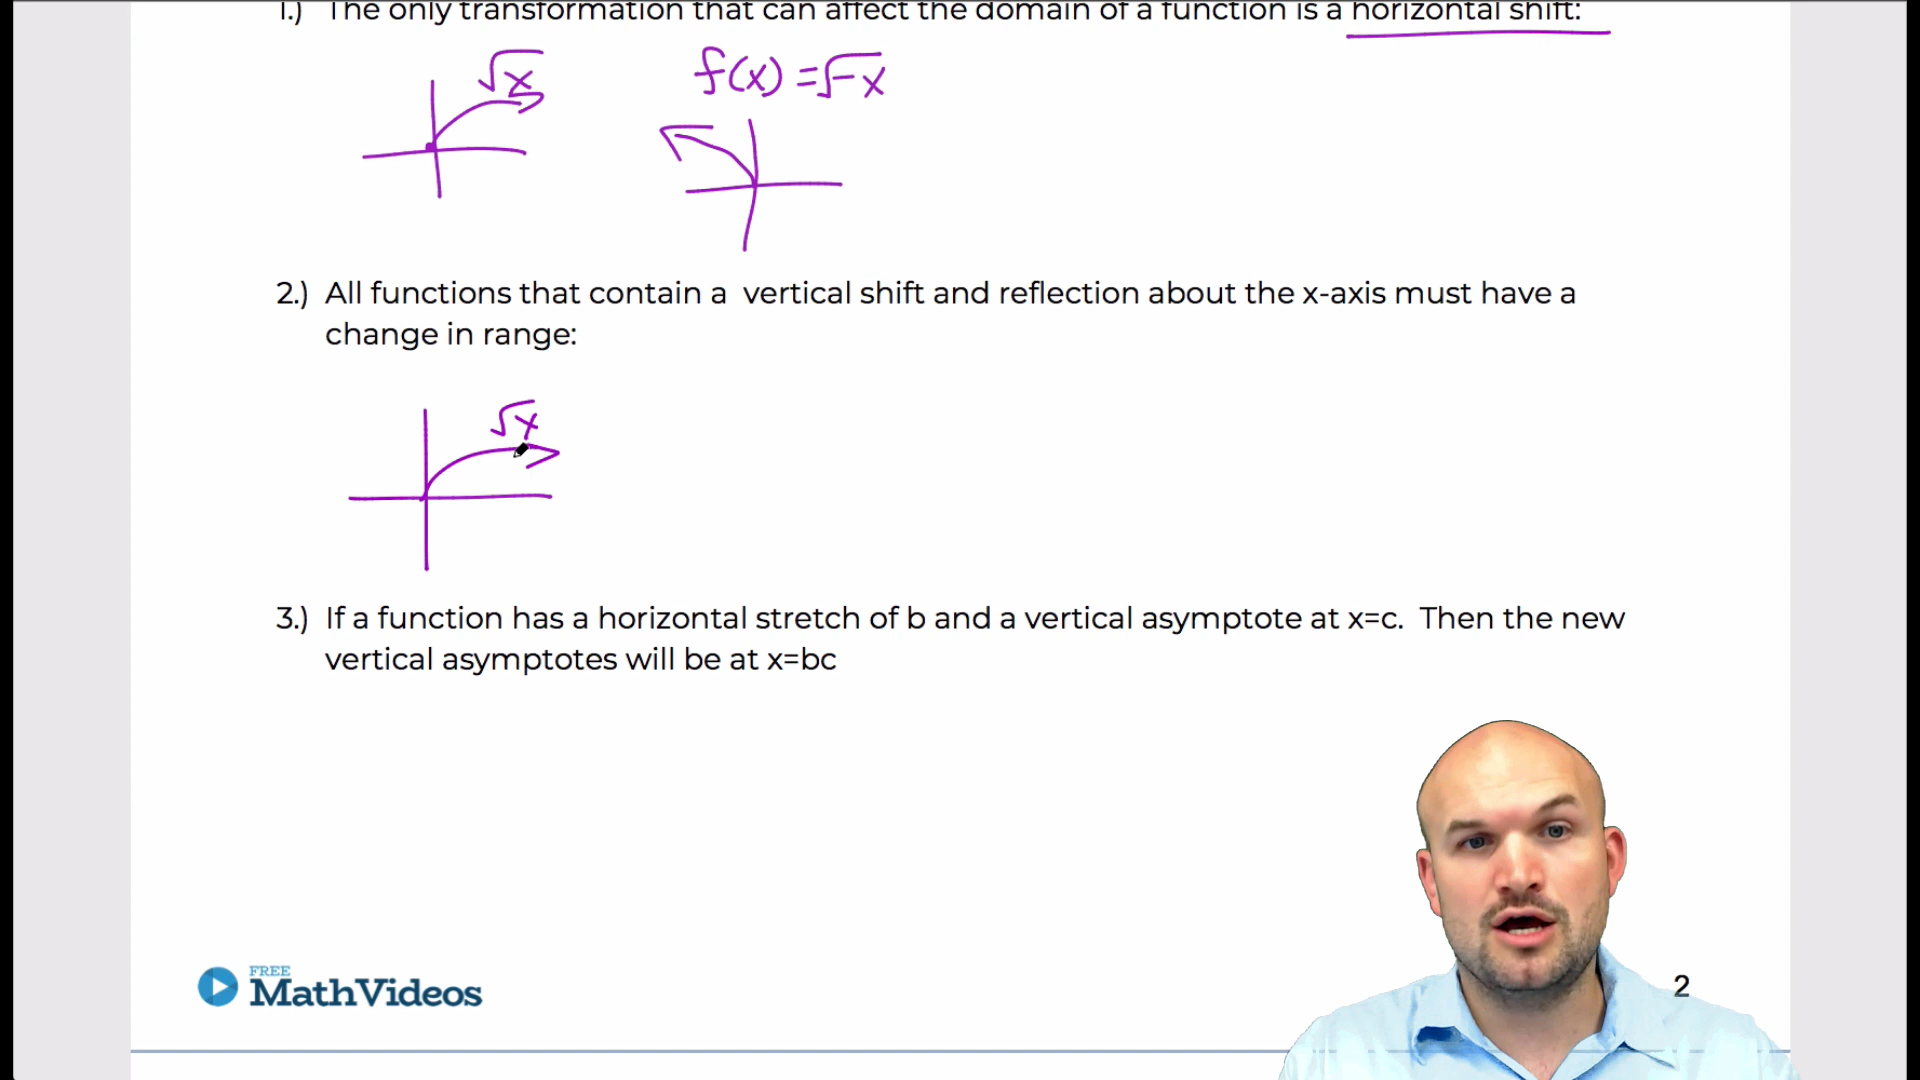 1.) The only transformation that can affect the domain of a function is a horizontal shift:
√x
f(x)=√-x
2.) All functions that contain a vertical shift and reflection about the x-axis must have a
change in range:
√x
3.) If a function has a horizontal stretch of b and a vertical asymptote at x=c. Then the new
vertical asymptotes will be at x=bc
FREE
MathVideos
2